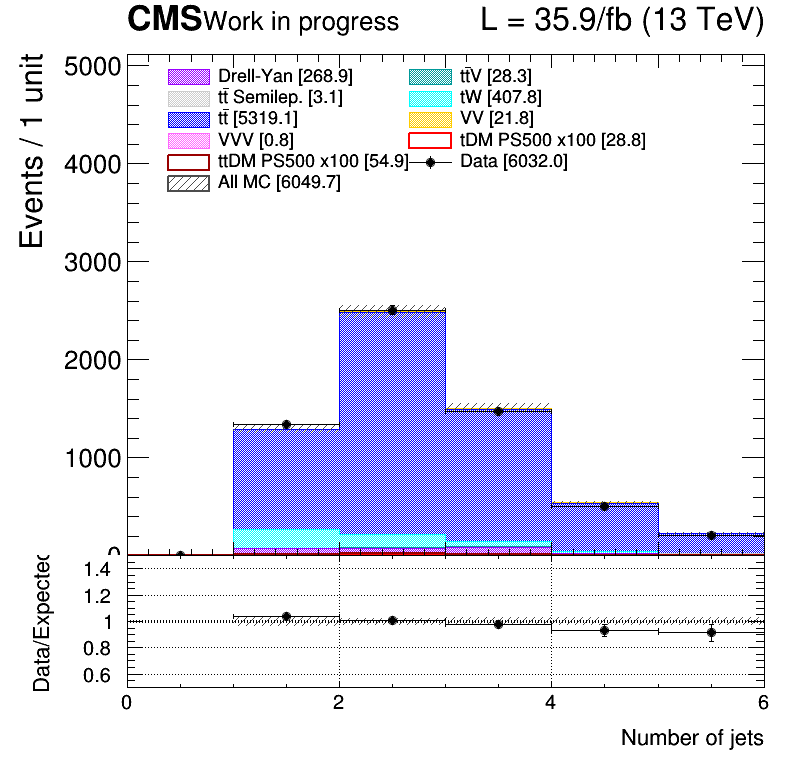 CMS Work in progress L = 35.9/fb (13 TeV)
Events / 1 unit
5000
4000
3000
2000
1000
0
Drell-Yan [268.9]
tt̄ Semilep. [3.1]
tt̄ [5319.1]
VVV [0.8]
ttDM PS500 x100 [54.9]
All MC [6049.7]
tt̄V [28.3]
tW [407.8]
VV [21.8]
tDM PS500 x100 [28.8]
Data [6032.0]
Data/Expected
1.4
1.2
1
0.8
0.6
0 2 4 6
Number of jets